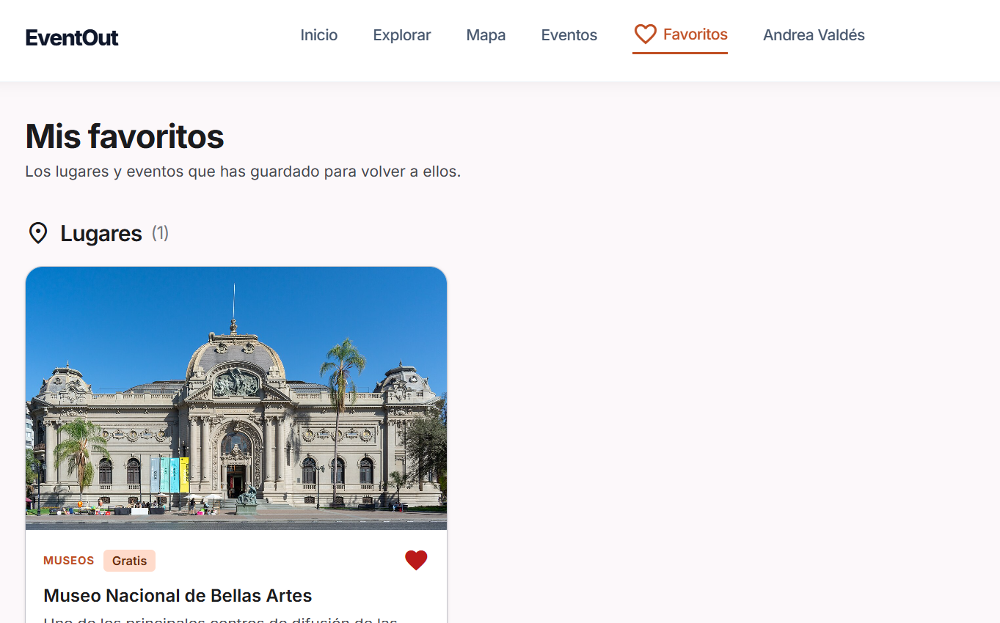 EventOut
Inicio
Explorar
Mapa
Eventos
Favoritos
Andrea Valdés
Mis favoritos
Los lugares y eventos que has guardado para volver a ellos.
Lugares (1)
MUSEOS
Gratis
Museo Nacional de Bellas Artes
Uno de los principales centros de difusión de las